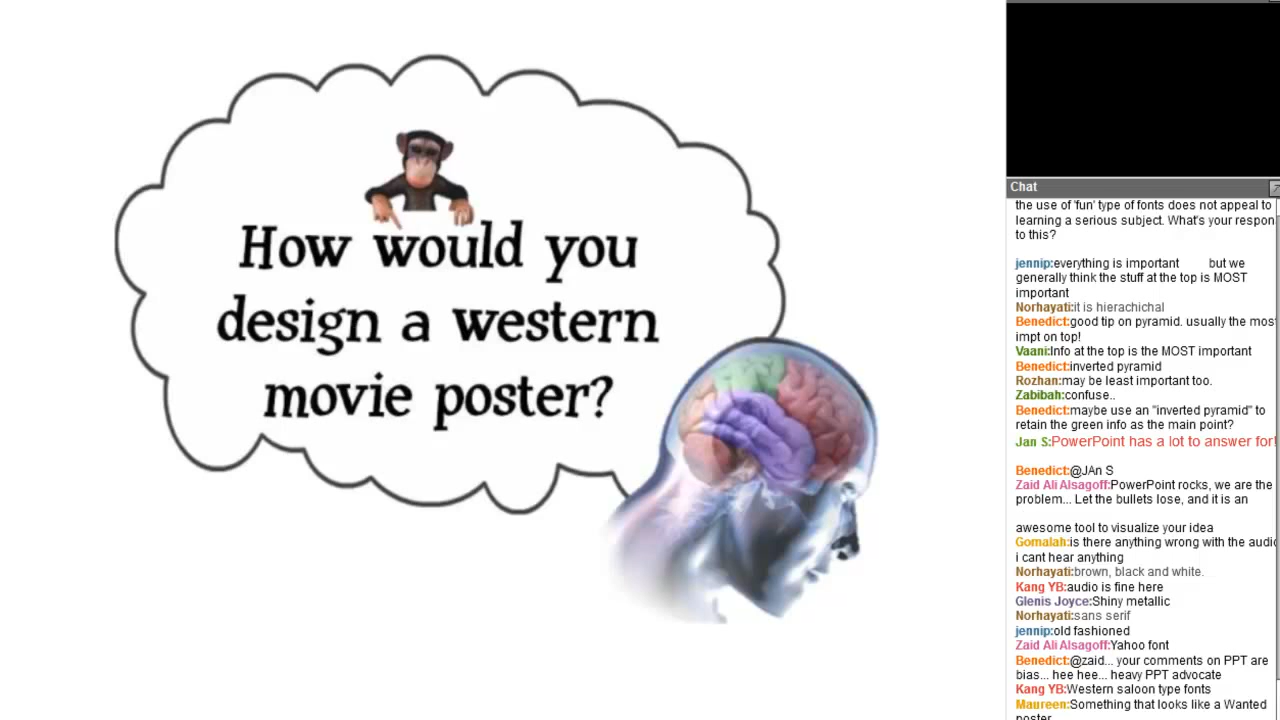 How would you
design a western
movie poster?
Chat
the use of 'fun' type of fonts does not appeal to
learning a serious subject. What's your respon
to this?
jennip:everything is important but we
generally think the stuff at the top is MOST
important
Norhayati:it is hierachichal
Benedict:good tip on pyramid. usually the mos
impt on top!
Vaani:Info at the top is the MOST important
Benedict:inverted pyramid
Rozhan:may be least important too.
Zabibah:confuse..
Benedict:maybe use an "inverted pyramid" to
retain the green info as the main point?
Jan S:PowerPoint has a lot to answer for!
Benedict:@JAn S
Zaid Ali Alsagoff:PowerPoint rocks, we are the
problem... Let the bullets lose, and it is an
awesome tool to visualize your idea
Gomalah:is there anything wrong with the audio
i cant hear anything
Norhayati:brown, black and white.
Kang YB:audio is fine here
Glenis Joyce:Shiny metallic
Norhayati:sans serif
jennip:old fashioned
Zaid Ali Alsagoff:Yahoo font
Benedict:@zaid... your comments on PPT are
bias... hee hee... heavy PPT advocate
Kang YB:Western saloon type fonts
Maureen:Something that looks like a Wanted
poster